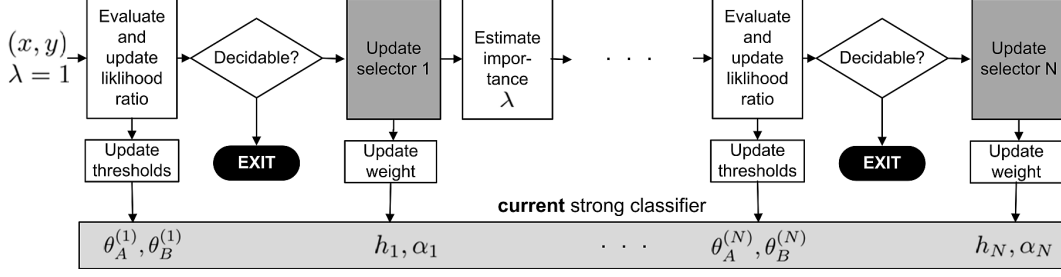 (x, y)
λ = 1
Evaluate
and
update
liklihood
ratio
Decidable?
EXIT
Update
thresholds
Update
selector 1
Update
weight
Estimate
impor-
tance
λ
. . .
Evaluate
and
update
liklihood
ratio
Decidable?
EXIT
Update
thresholds
Update
selector N
Update
weight
current strong classifier
θ_A^(1), θ_B^(1)
h_1, α_1
. . .
θ_A^(N), θ_B^(N)
h_N, α_N